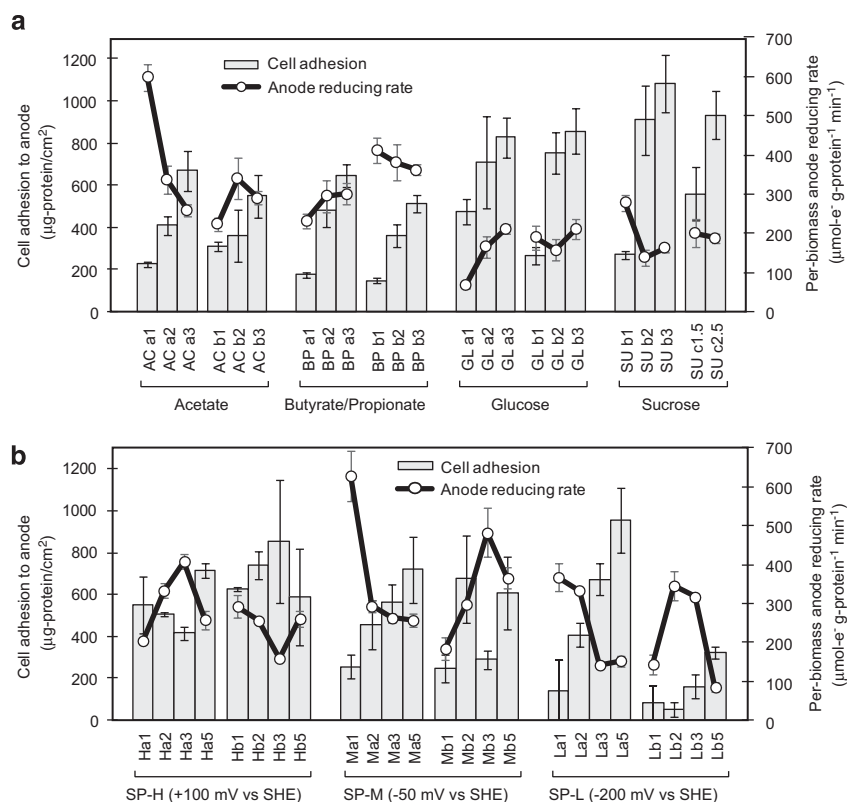 a
Cell adhesion to anode
(µg-protein/cm²)
1200
1000
800
600
400
200
0
Cell adhesion
Anode reducing rate
700
600
500
400
300
200
100
0
Per-biomass anode reducing rate
(µmol-e⁻ g-protein⁻¹ min⁻¹)
AC a1
AC a2
AC a3
AC b1
AC b2
AC b3
BP a1
BP a2
BP a3
BP b1
BP b2
BP b3
GL a1
GL a2
GL a3
GL b1
GL b2
GL b3
SU b1
SU b2
SU b3
SU c1.5
SU c2.5
Acetate
Butyrate/Propionate
Glucose
Sucrose
b
Cell adhesion to anode
(µg-protein/cm²)
1200
1000
800
600
400
200
0
Cell adhesion
Anode reducing rate
700
600
500
400
300
200
100
0
Per-biomass anode reducing rate
(µmol-e⁻ g-protein⁻¹ min⁻¹)
Ha1
Ha2
Ha3
Ha5
Hb1
Hb2
Hb3
Hb5
Ma1
Ma2
Ma3
Ma5
Mb1
Mb2
Mb3
Mb5
La1
La2
La3
La5
Lb1
Lb2
Lb3
Lb5
SP-H (+100 mV vs SHE)
SP-M (-50 mV vs SHE)
SP-L (-200 mV vs SHE)